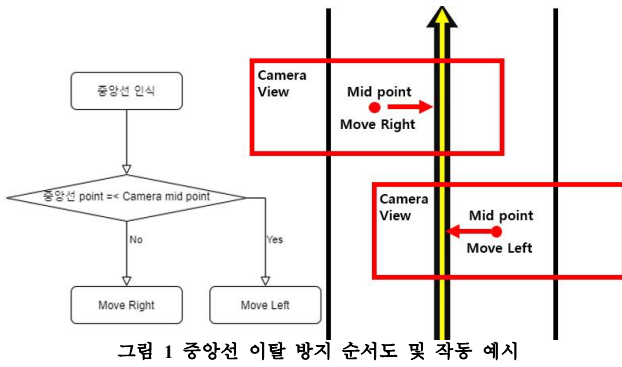 중앙선 인식
중앙선 point =< Camera mid point
No
Yes
Move Right
Move Left
Camera
View
Mid point
Move Right
Camera
View
Mid point
Move Left
그림 1 중앙선 이탈 방지 순서도 및 작동 예시